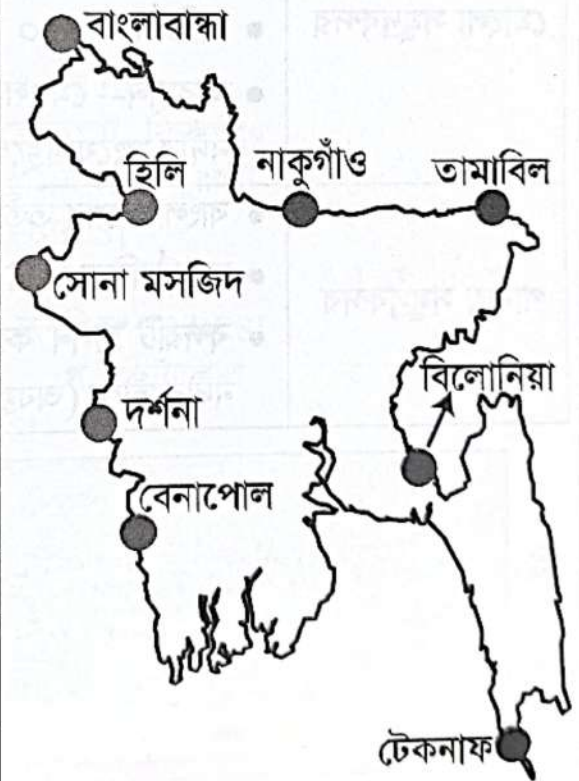 বাংলাবান্ধা
হিলি
নাকুগাঁও
তামাবিল
সোনা মসজিদ
বিলোনিয়া
দর্শনা
বেনাপোল
টেকনাফ